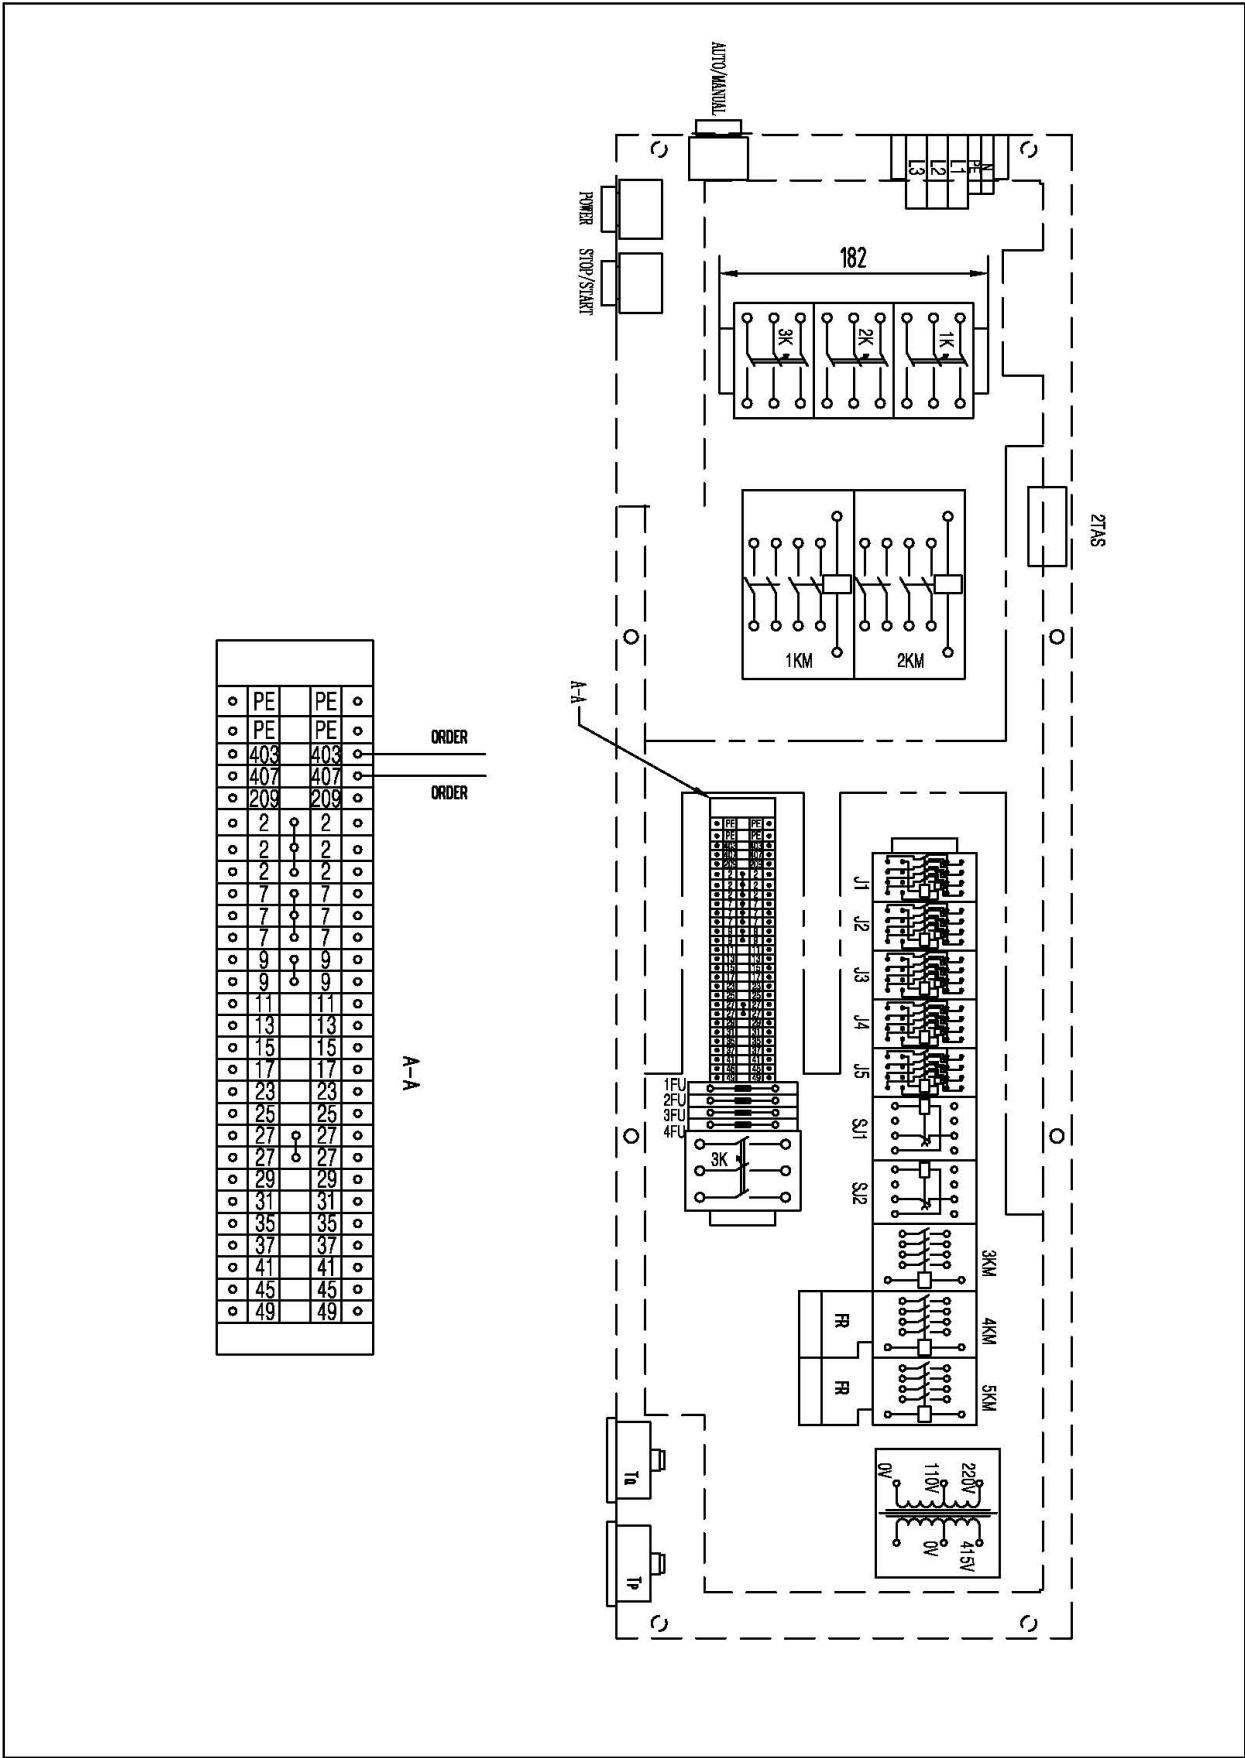 AUTO/MANUAL
POWER
STOP/START
L3
L2
L1
PE
N
182
3K
2K
1K
2TAS
1KM
2KM
A-A
PE PE
PE PE
403 403
ORDER
407 407
ORDER
209 209
2 2
2 2
2 2
7 7
7 7
7 7
9 9
9 9
11 11
13 13
15 15
17 17
23 23
25 25
27 27
27 27
29 29
31 31
35 35
37 37
41 41
45 45
49 49
A-A
PE PE
PE PE
1FU
2FU
3FU
4FU
3K
J1
J2
J3
J4
J5
SJ1
SJ2
3KM
4KM
5KM
FR
FR
TQ
TP
0V
110V
220V
0V
415V